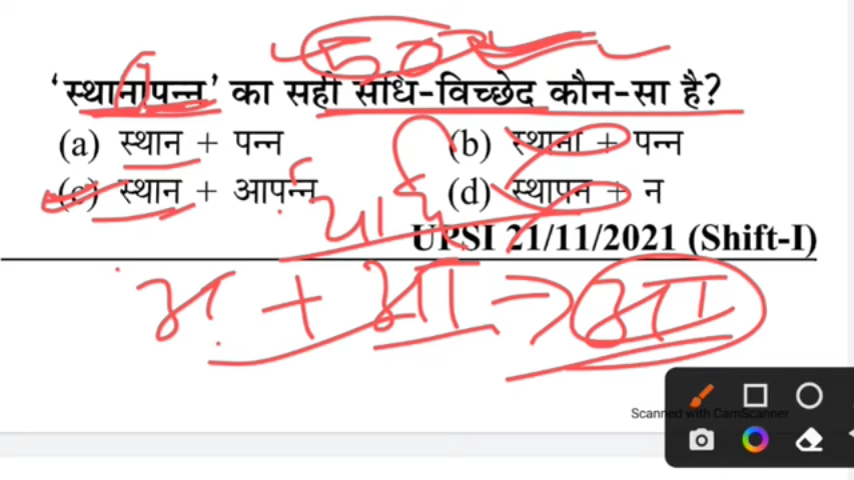 'स्थानापन्न' का सही संधि-विच्छेद कौन-सा है?
(a) स्थान + पन्न (b) स्थाना + पन्न
(c) स्थान + आपन्न (d) स्थापन + न
UPSI 21/11/2021 (Shift-I)
अ + आ → आ
Scanned with CamScanner